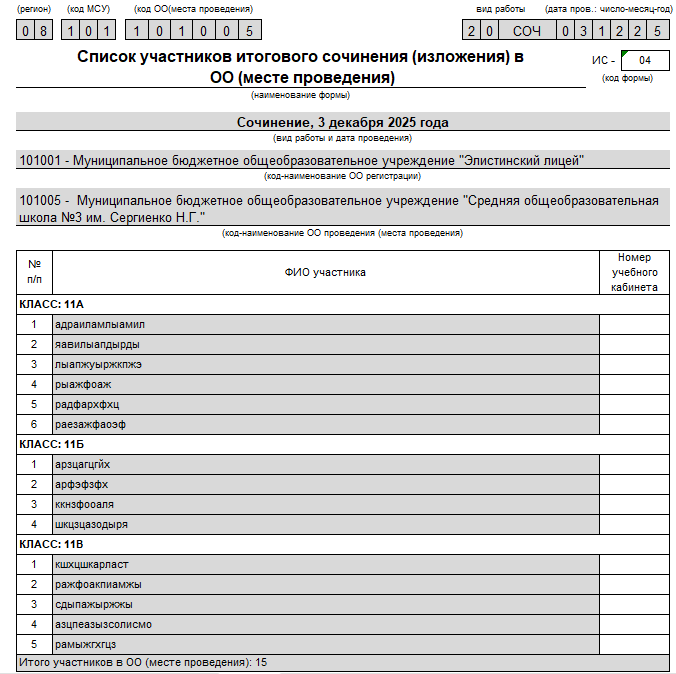 (регион) (код МСУ) (код ОО(места проведения) вид работы (дата пров.: число-месяц-год)
0 8 1 0 1 1 0 1 0 0 5 2 0 СОЧ 0 3 1 2 2 5
Список участников итогового сочинения (изложения) в
ОО (месте проведения)
ИС - 04
(код формы)
(наименование формы)
Сочинение, 3 декабря 2025 года
(вид работы и дата проведения)
101001 - Муниципальное бюджетное общеобразовательное учреждение "Элистинский лицей"
(код-наименование ОО регистрации)
101005 - Муниципальное бюджетное общеобразовательное учреждение "Средняя общеобразовательная
школа №3 им. Сергиенко Н.Г."
(код-наименование ОО проведения (места проведения)
№
п/п
ФИО участника
Номер
учебного
кабинета
КЛАСС: 11А
1 адраиламлыамил
2 яавилыапдырды
3 лыапжуыржкпжэ
4 рыажфоаж
5 радфархфхц
6 раезажфаоэф
КЛАСС: 11Б
1 арзцагцгйх
2 арфэфзфх
3 ккнзфооаля
4 шкцзцазодыря
КЛАСС: 11В
1 кшхцшкарласт
2 ражфоакпиамжы
3 сдыпажыржжы
4 азцпеазызсолисмо
5 рамыжгхгцз
Итого участников в ОО (месте проведения): 15